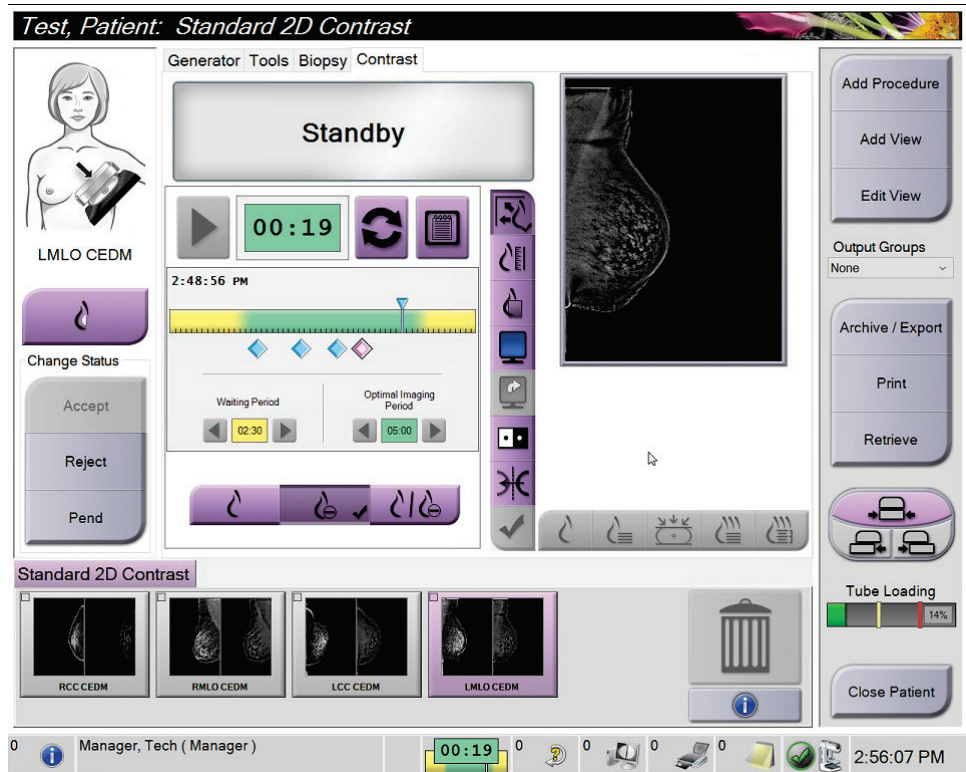 Test, Patient: Standard 2D Contrast
Generator Tools Biopsy Contrast
Standby
LMLO CEDM
Change Status
Accept
Reject
Pend
00:19
2:48:56 PM
Waiting Period
02:30
Optimal Imaging
Period
05:00
Add Procedure
Add View
Edit View
Output Groups
None
Archive / Export
Print
Retrieve
Tube Loading
14%
Close Patient
Standard 2D Contrast
RCC CEDM
RMLO CEDM
LCC CEDM
LMLO CEDM
0 Manager, Tech ( Manager ) 00:19 0 0 0 0 2:56:07 PM